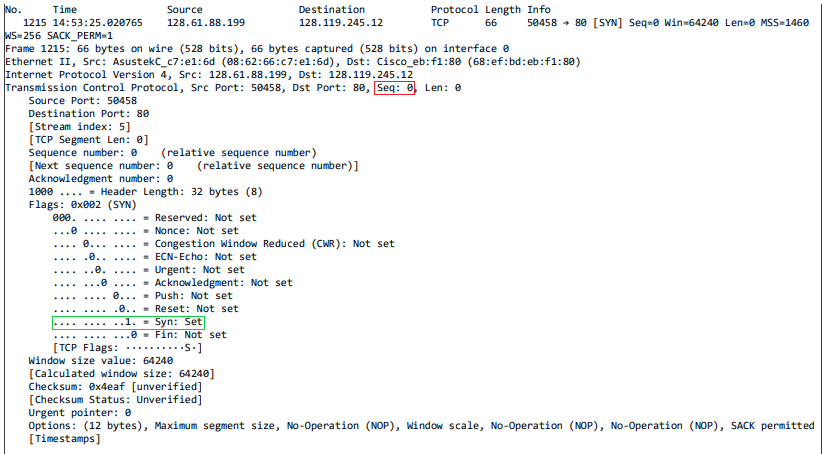 No. Time Source Destination Protocol Length Info
1215 14:53:25.020765 128.61.88.199 128.119.245.12 TCP 66 50458 → 80 [SYN] Seq=0 Win=64240 Len=0 MSS=1460
WS=256 SACK_PERM=1
Frame 1215: 66 bytes on wire (528 bits), 66 bytes captured (528 bits) on interface 0
Ethernet II, Src: AsustekC_c7:e1:6d (08:62:66:c7:e1:6d), Dst: Cisco_eb:f1:80 (68:ef:bd:eb:f1:80)
Internet Protocol Version 4, Src: 128.61.88.199, Dst: 128.119.245.12
Transmission Control Protocol, Src Port: 50458, Dst Port: 80, Seq: 0, Len: 0
Source Port: 50458
Destination Port: 80
[Stream index: 5]
[TCP Segment Len: 0]
Sequence number: 0 (relative sequence number)
[Next sequence number: 0 (relative sequence number)]
Acknowledgment number: 0
1000 .... = Header Length: 32 bytes (8)
Flags: 0x002 (SYN)
000. .... .... = Reserved: Not set
...0 .... .... = Nonce: Not set
.... 0... .... = Congestion Window Reduced (CWR): Not set
.... .0.. .... = ECN-Echo: Not set
.... ..0. .... = Urgent: Not set
.... ...0 .... = Acknowledgment: Not set
.... .... 0... = Push: Not set
.... .... .0.. = Reset: Not set
.... .... ..1. = Syn: Set
.... .... ...0 = Fin: Not set
[TCP Flags: ··········S·]
Window size value: 64240
[Calculated window size: 64240]
Checksum: 0x4eaf [unverified]
[Checksum Status: Unverified]
Urgent pointer: 0
Options: (12 bytes), Maximum segment size, No-Operation (NOP), Window scale, No-Operation (NOP), No-Operation (NOP), SACK permitted
[Timestamps]